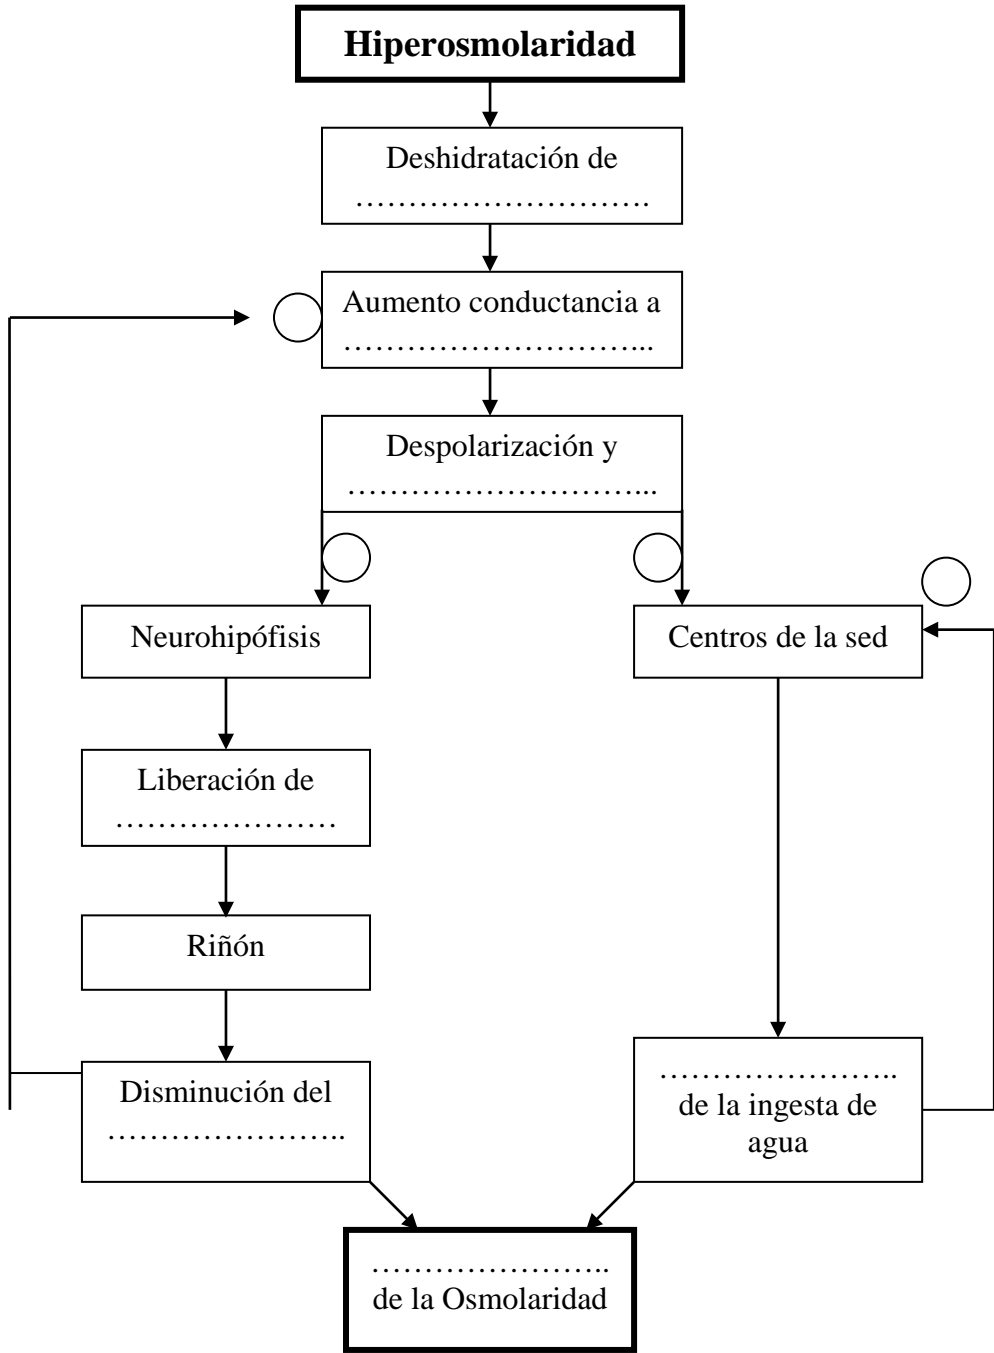 Hiperosmolaridad
Deshidratación de
……………………….
Aumento conductancia a
………………………...
Despolarización y
………………………...
Neurohipófisis
Centros de la sed
Liberación de
…………………
Riñón
Disminución del
…………………..
…………………..
de la ingesta de
agua
…………………..
de la Osmolaridad